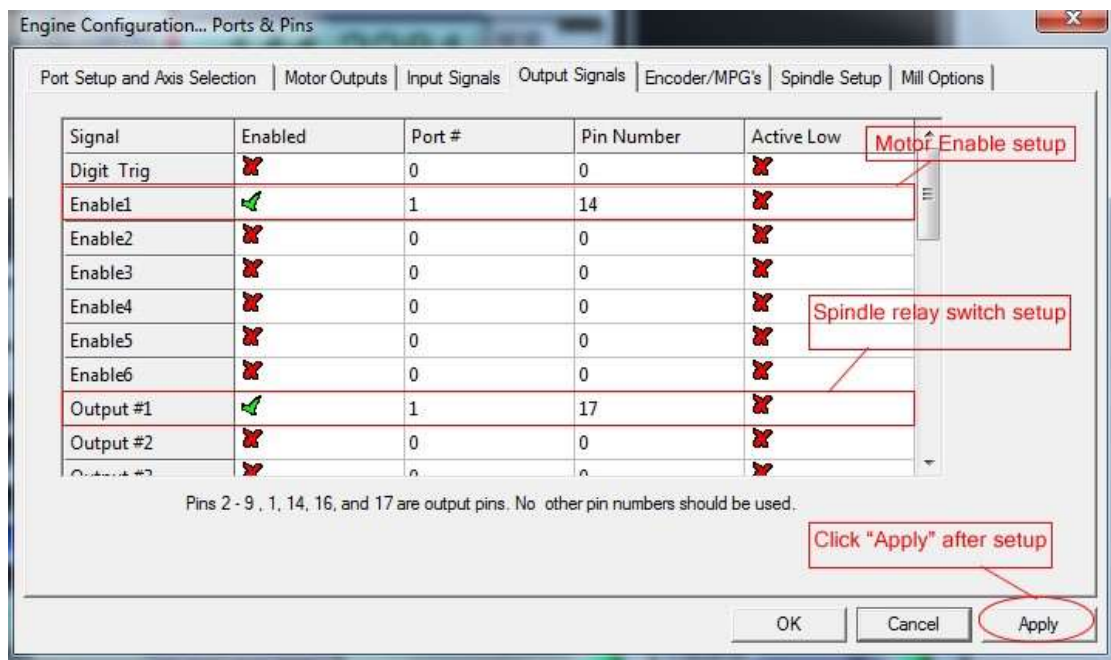 Engine Configuration... Ports & Pins
Port Setup and Axis Selection Motor Outputs Input Signals Output Signals Encoder/MPG's Spindle Setup Mill Options
Signal Enabled Port # Pin Number Active Low
Motor Enable setup
Digit Trig 0 0
Enable1 1 14
Enable2 0 0
Enable3 0 0
Enable4 0 0
Spindle relay switch setup
Enable5 0 0
Enable6 0 0
Output #1 1 17
Output #2 0 0
Pins 2 - 9 , 1, 14, 16, and 17 are output pins. No other pin numbers should be used.
Click “Apply” after setup
OK Cancel Apply